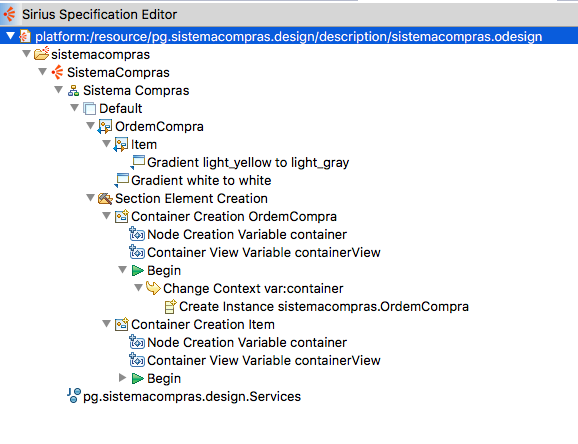 Sirius Specification Editor
platform:/resource/pg.sistemacompras.design/description/sistemacompras.odesign
sistemacompras
SistemaCompras
Sistema Compras
Default
OrdemCompra
Item
Gradient light_yellow to light_gray
Gradient white to white
Section Element Creation
Container Creation OrdemCompra
Node Creation Variable container
Container View Variable containerView
Begin
Change Context var:container
Create Instance sistemacompras.OrdemCompra
Container Creation Item
Node Creation Variable container
Container View Variable containerView
Begin
pg.sistemacompras.design.Services